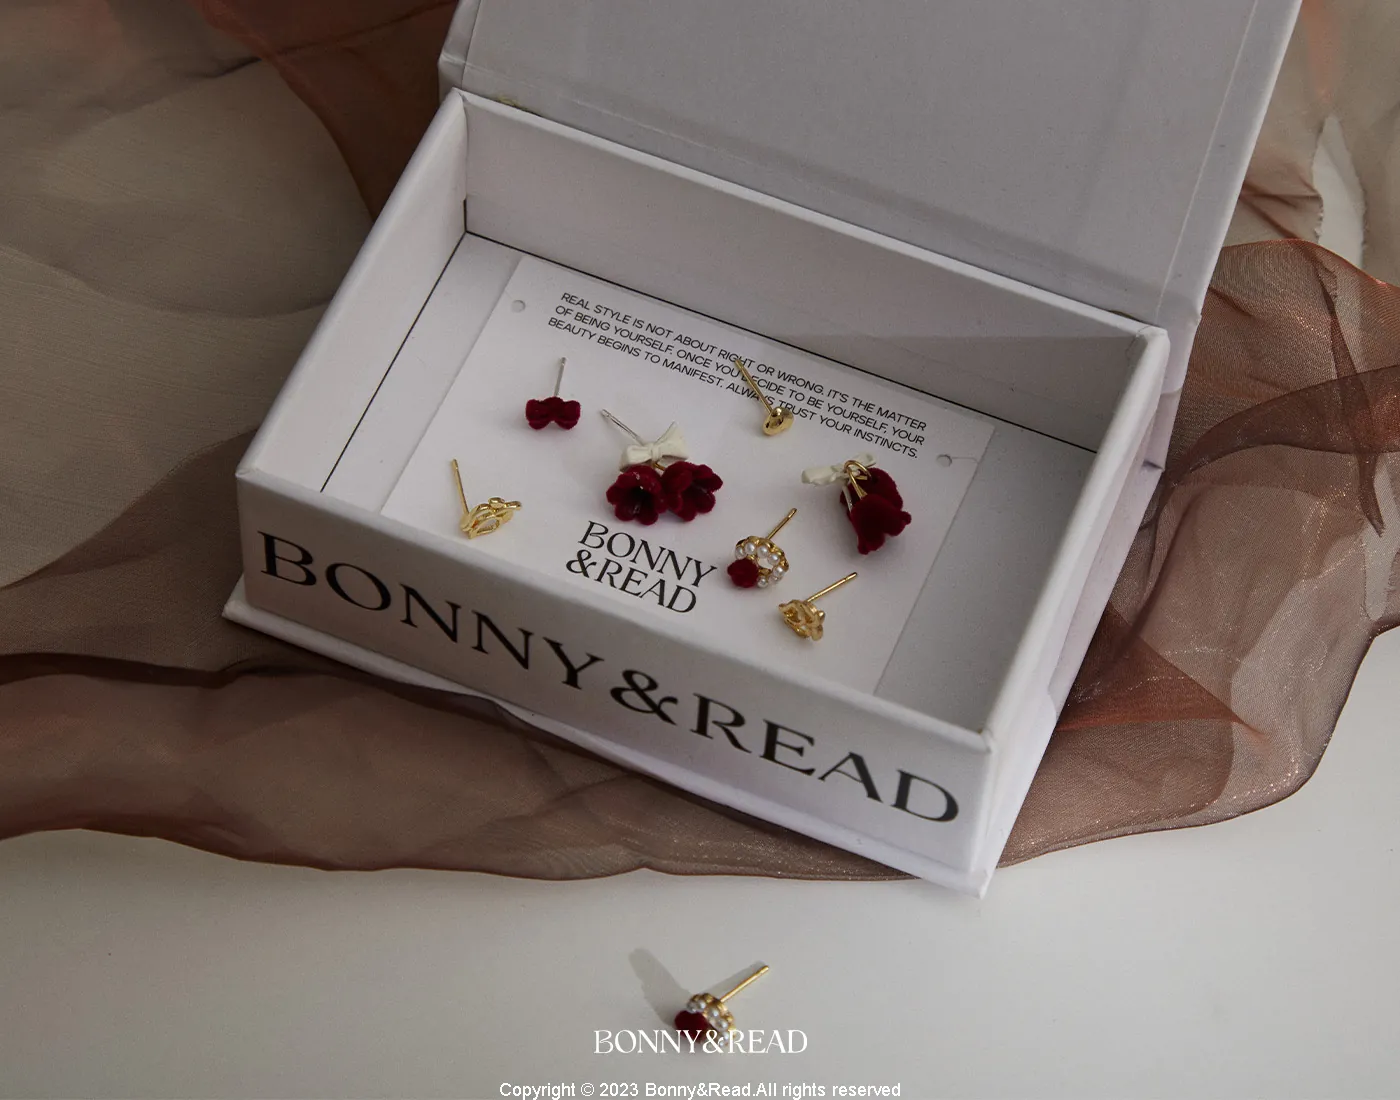 REAL STYLE IS NOT ABOUT RIGHT OR WRONG. IT'S THE MATTER
OF BEING YOURSELF. ONCE YOU DECIDE TO BE YOURSELF, YOUR
BEAUTY BEGINS TO MANIFEST. ALWAYS TRUST YOUR INSTINCTS.
BONNY
&READ
BONNY&READ
BONNY&READ
Copyright © 2023 Bonny&Read.All rights reserved